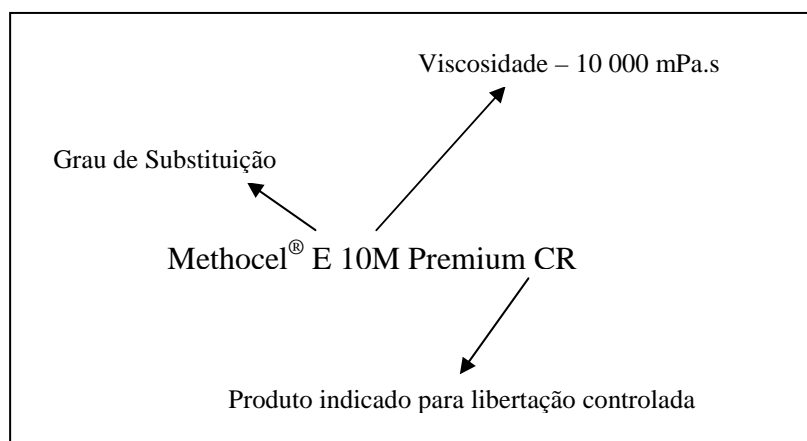 Viscosidade – 10 000 mPa.s
Grau de Substituição
Methocel® E 10M Premium CR
Produto indicado para libertação controlada